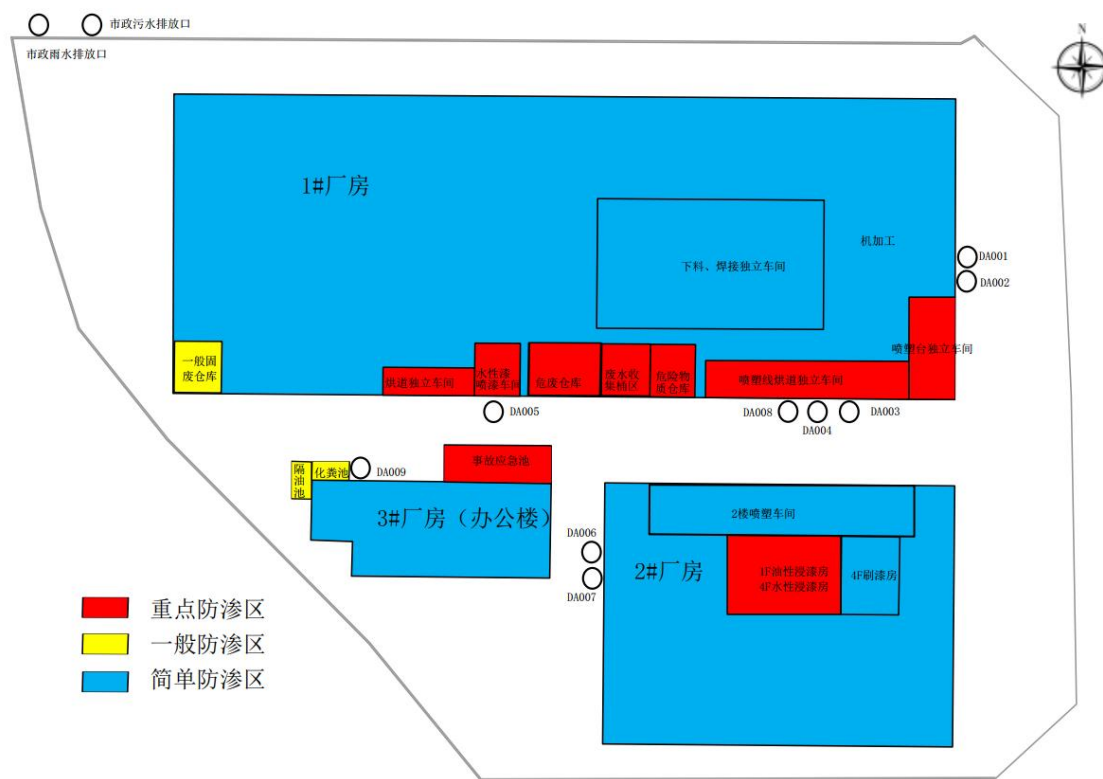 市政污水排放口
市政雨水排放口
N
1#厂房
机加工
下料、焊接独立车间
DA001
DA002
喷塑台独立车间
一般固
废仓库
烘道独立车间
水性漆
喷漆车间
危废仓库
废水收
集桶区
危险物
质仓库
喷塑线烘道独立车间
DA005
DA008
DA004
DA003
隔
油
池
化粪池
DA009
事故应急池
3#厂房（办公楼）
2楼喷塑车间
DA006
DA007
2#厂房
4F油性浸漆房
4F水性浸漆房
4F刷漆房
重点防渗区
一般防渗区
简单防渗区